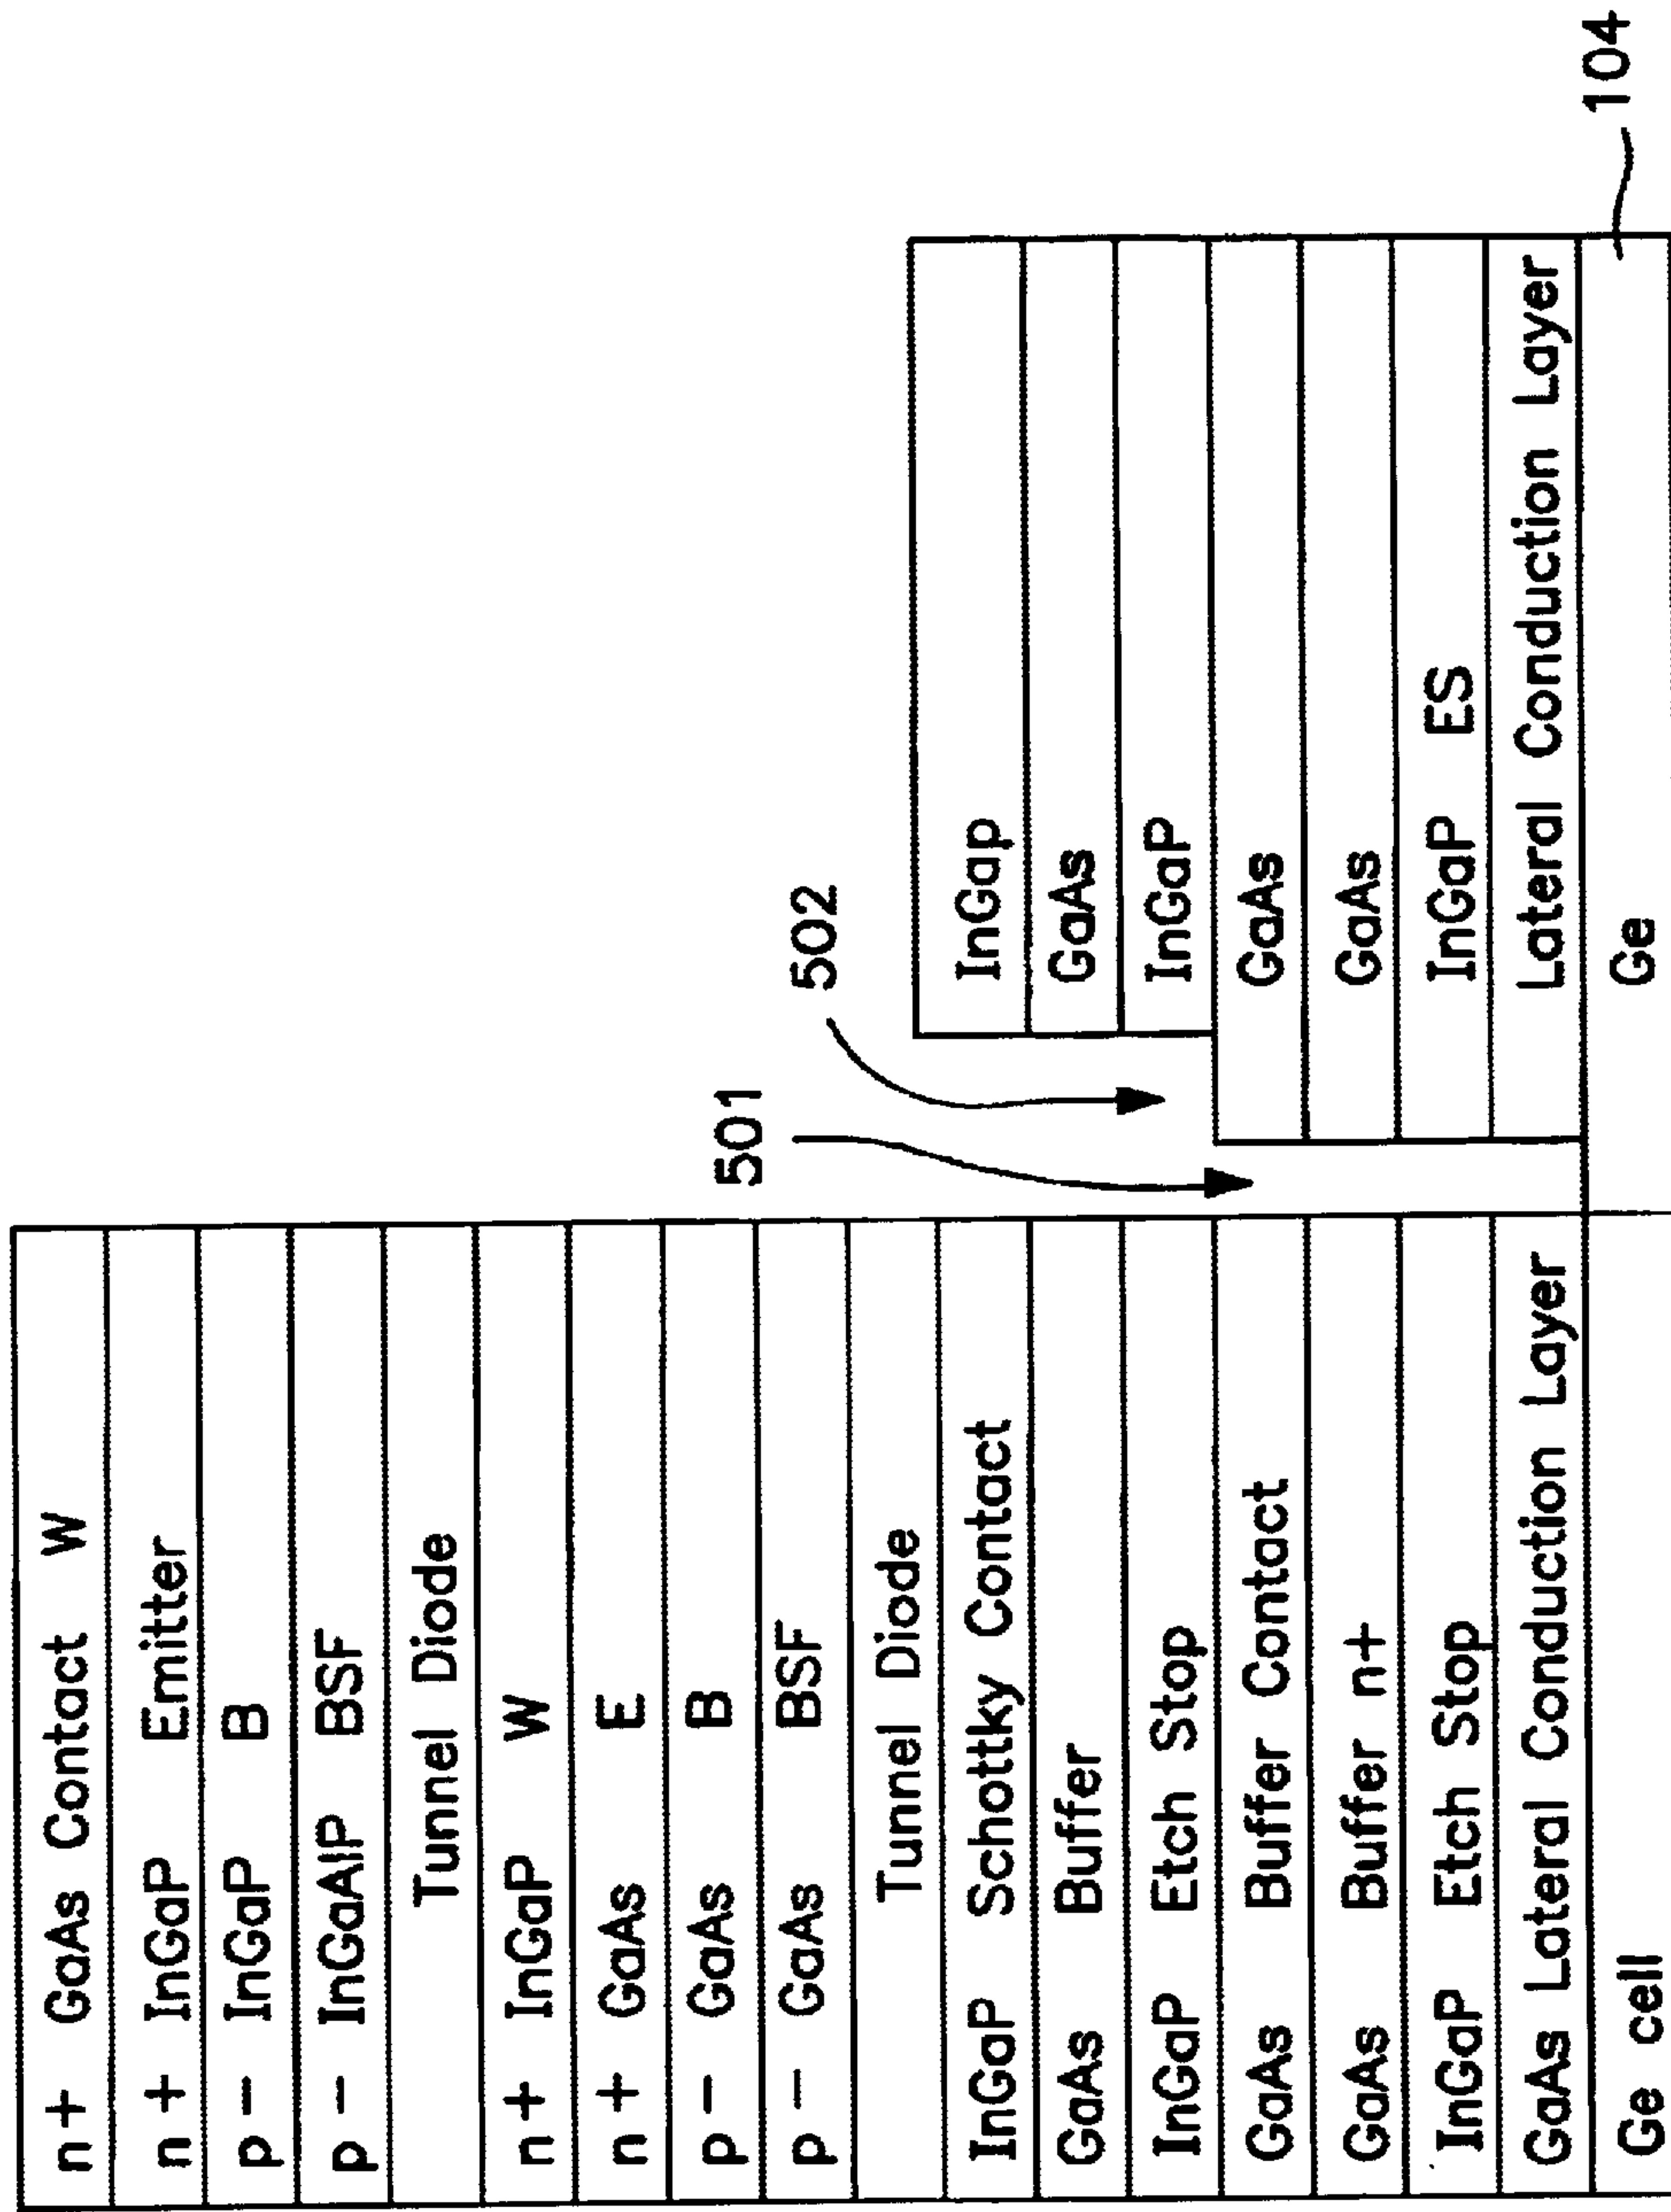 n+ GaAs Contact W
n+ InGaP Emitter
p- InGaP B
p- InGaAlP BSF
Tunnel Diode
n+ InGaP W
n+ GaAs E
p- GaAs B
p- GaAs BSF
Tunnel Diode
InGaP Schottky Contact
GaAs Buffer
InGaP Etch Stop
GaAs Buffer Contact
GaAs Buffer n+
InGaP Etch Stop
GaAs Lateral Conduction Layer
Ge cell
501
502
InGap
GaAs
InGaP
GaAs
GaAs
InGaP ES
Lateral Conduction Layer
Ge
104